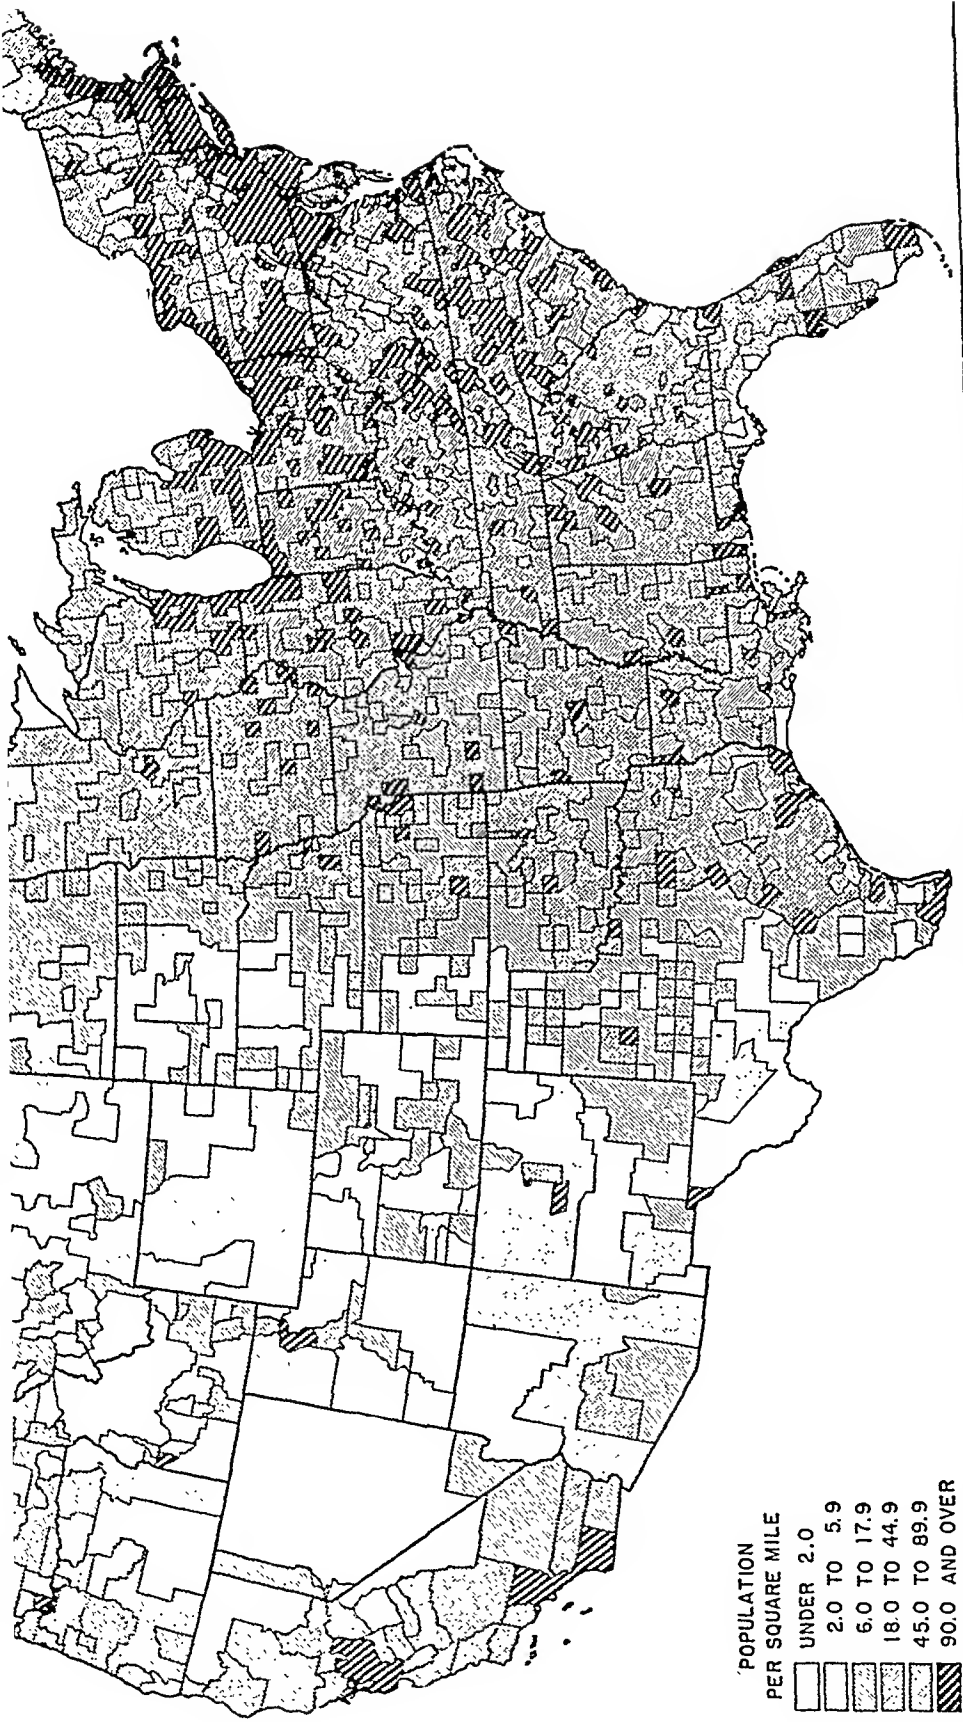 POPULATION
PER SQUARE MILE
UNDER 2.0
2.0 TO 5.9
6.0 TO 17.9
18.0 TO 44.9
45.0 TO 89.9
90.0 AND OVER